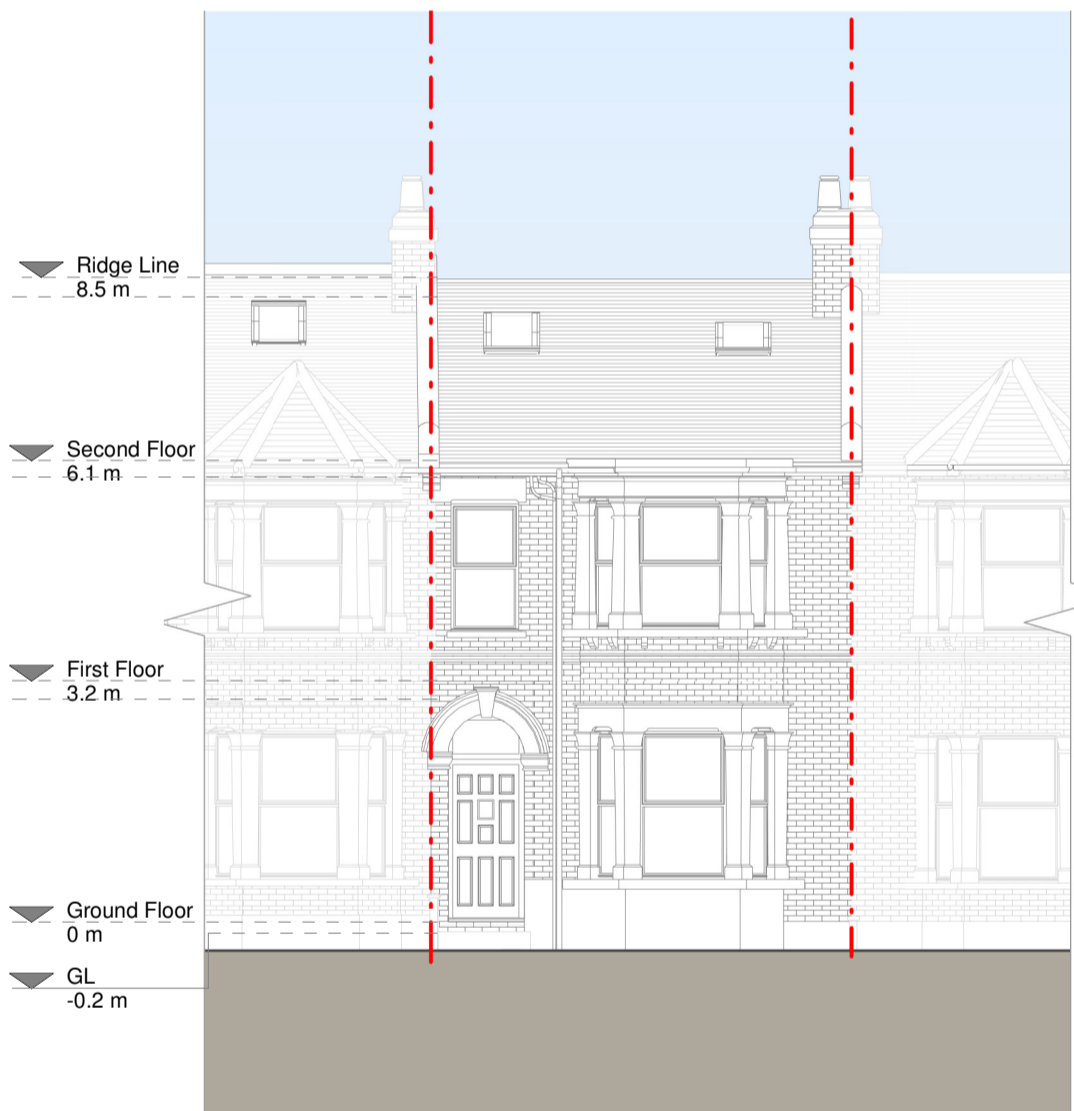 Ridge Line
8.5 m
Second Floor
6.1 m
First Floor
3.2 m
Ground Floor
0 m
GL
-0.2 m